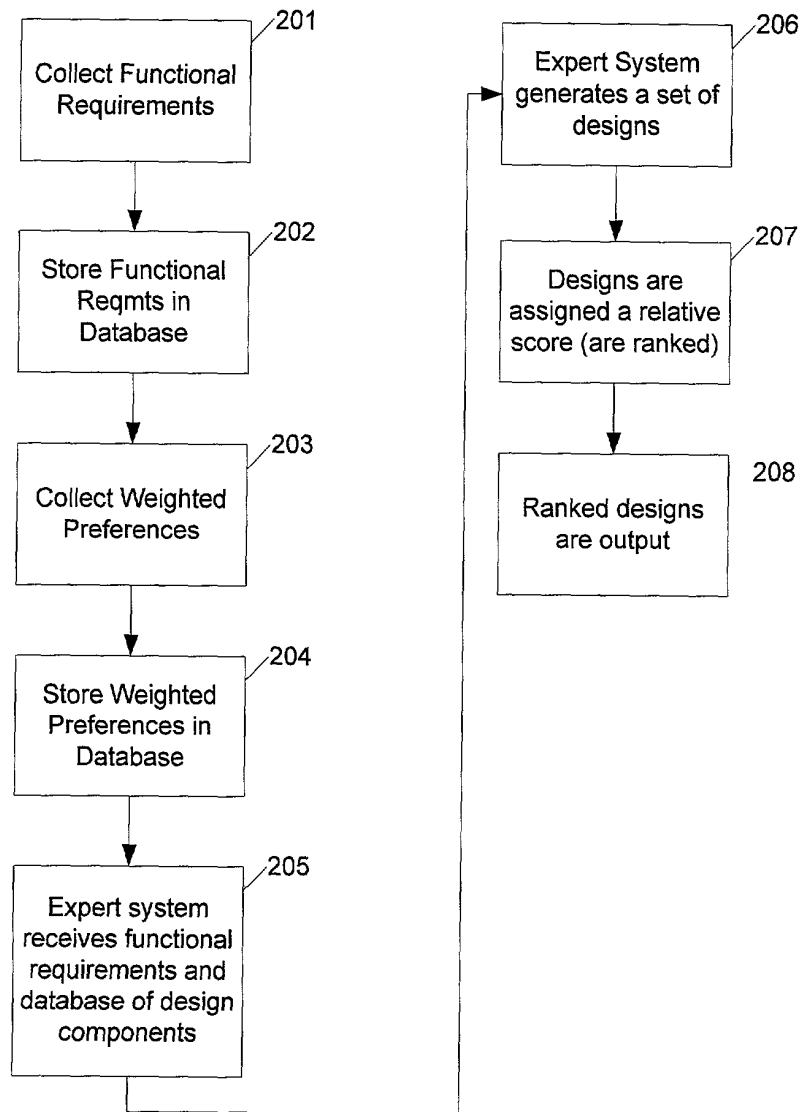 201
Collect Functional
Requirements
202
Store Functional
Reqmts in
Database
203
Collect Weighted
Preferences
204
Store Weighted
Preferences in
Database
205
Expert system
receives functional
requirements and
database of design
components
206
Expert System
generates a set of
designs
207
Designs are
assigned a relative
score (are ranked)
208
Ranked designs
are output